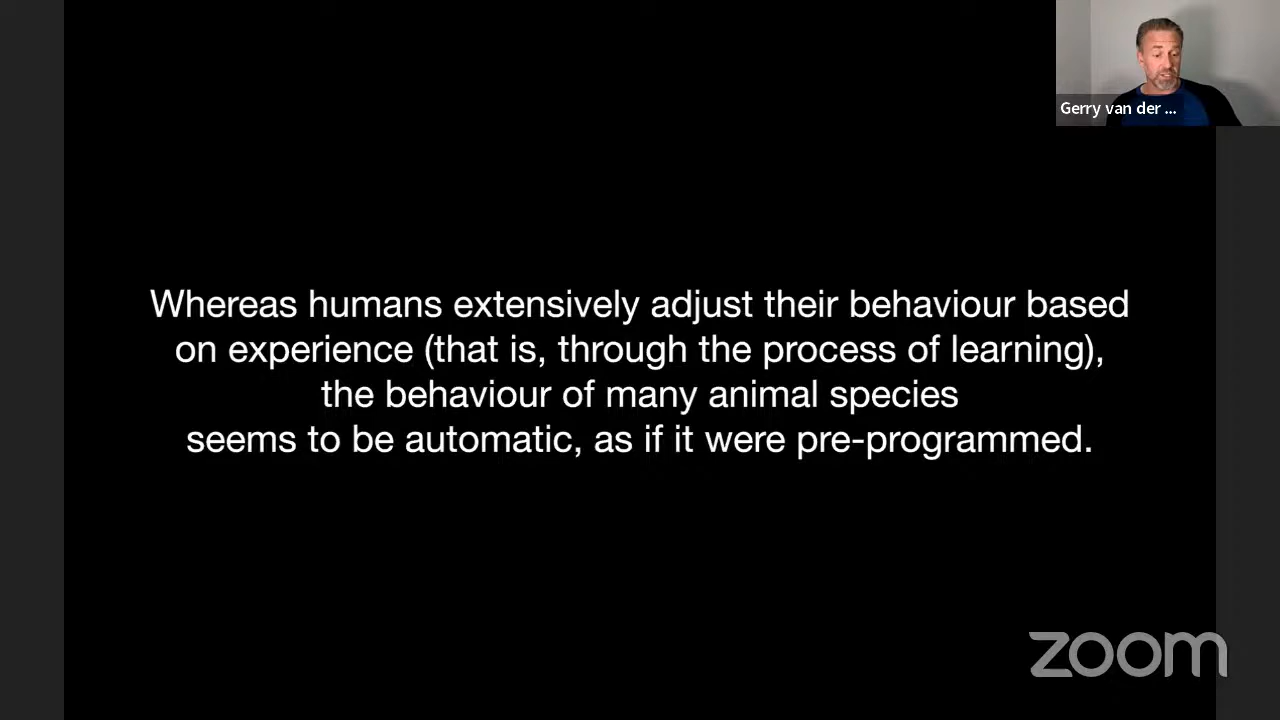 Gerry van der ...
Whereas humans extensively adjust their behaviour based
on experience (that is, through the process of learning),
the behaviour of many animal species
seems to be automatic, as if it were pre-programmed.
zoom